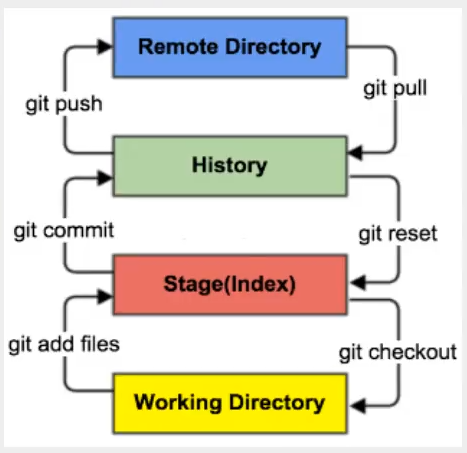 Remote Directory
git push
git pull
History
git commit
git reset
Stage(Index)
git add files
git checkout
Working Directory